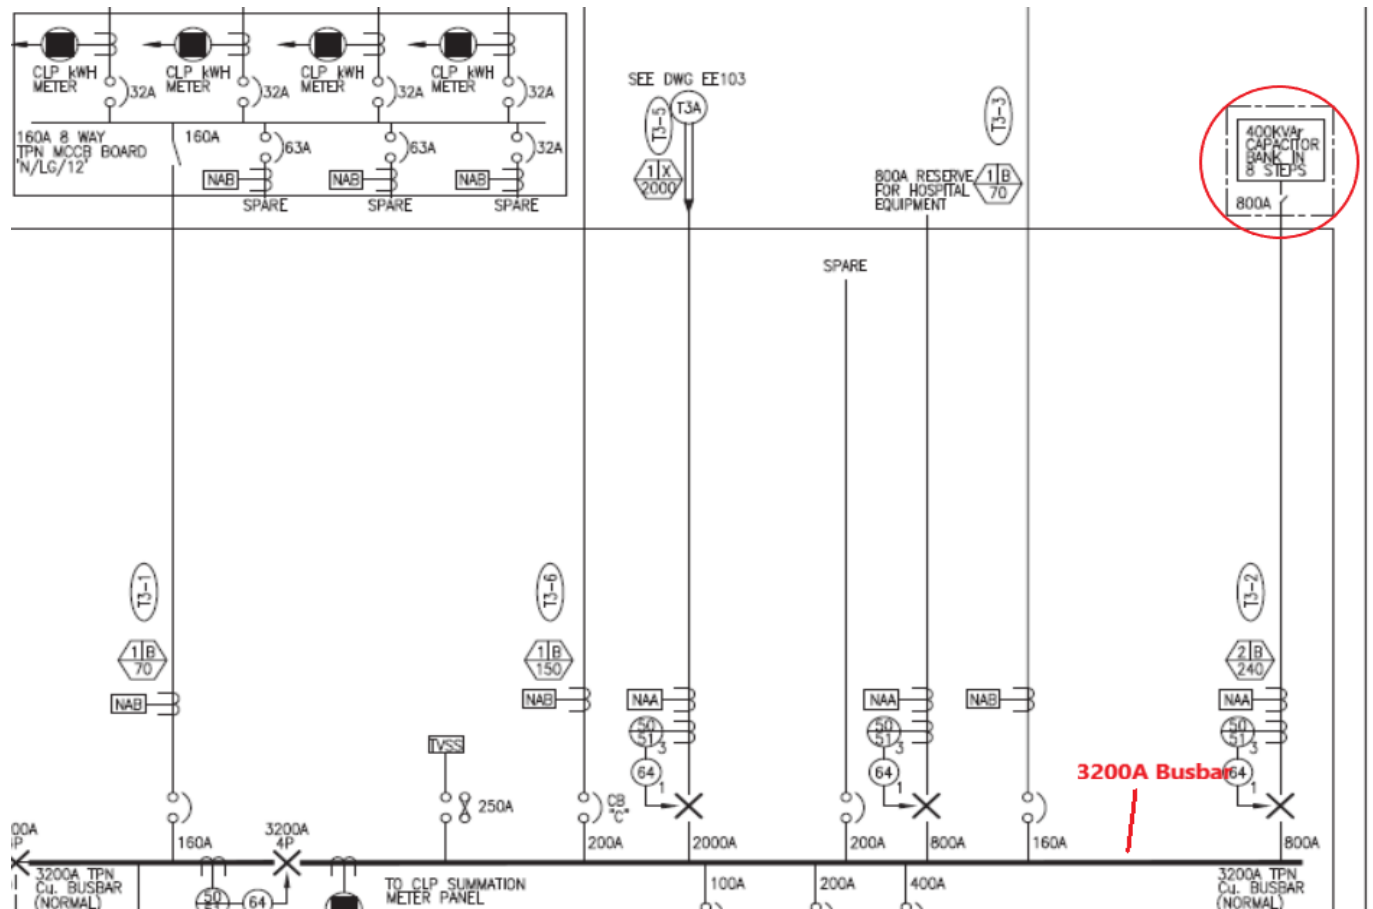 CLP kWH
METER
CLP kWH
METER
CLP kWH
METER
CLP kWH
METER
32A
32A
32A
32A
160A 8 WAY
TPN MCCB BOARD
'N/LG/12'
160A
63A
63A
32A
NAB
NAB
NAB
SPARE
SPARE
SPARE
SEE DWG EE103
T3A
T3-5
1 X
2000
T3-3
800A RESERVE
FOR HOSPITAL
EQUIPMENT
1 B
70
400KVAr
CAPACITOR
BANK IN
8 STEPS
800A
SPARE
T3-1
T3-6
T3-2
1 B
70
1 B
150
2 B
240
NAB
NAB
NAA
NAA
NAB
NAA
50
51
3
50
51
3
50
51
3
TVSS
64
1
64
1
3200A Busbar
64
1
250A
CB
"C"
3200A
4P
160A
200A
2000A
200A
800A
160A
800A
3200A TPN
Cu. BUSBAR
(NORMAL)
50
64
TO CLP SUMMATION
METER PANEL
100A
200A
400A
3200A TPN
Cu. BUSBAR
(NORMAL)